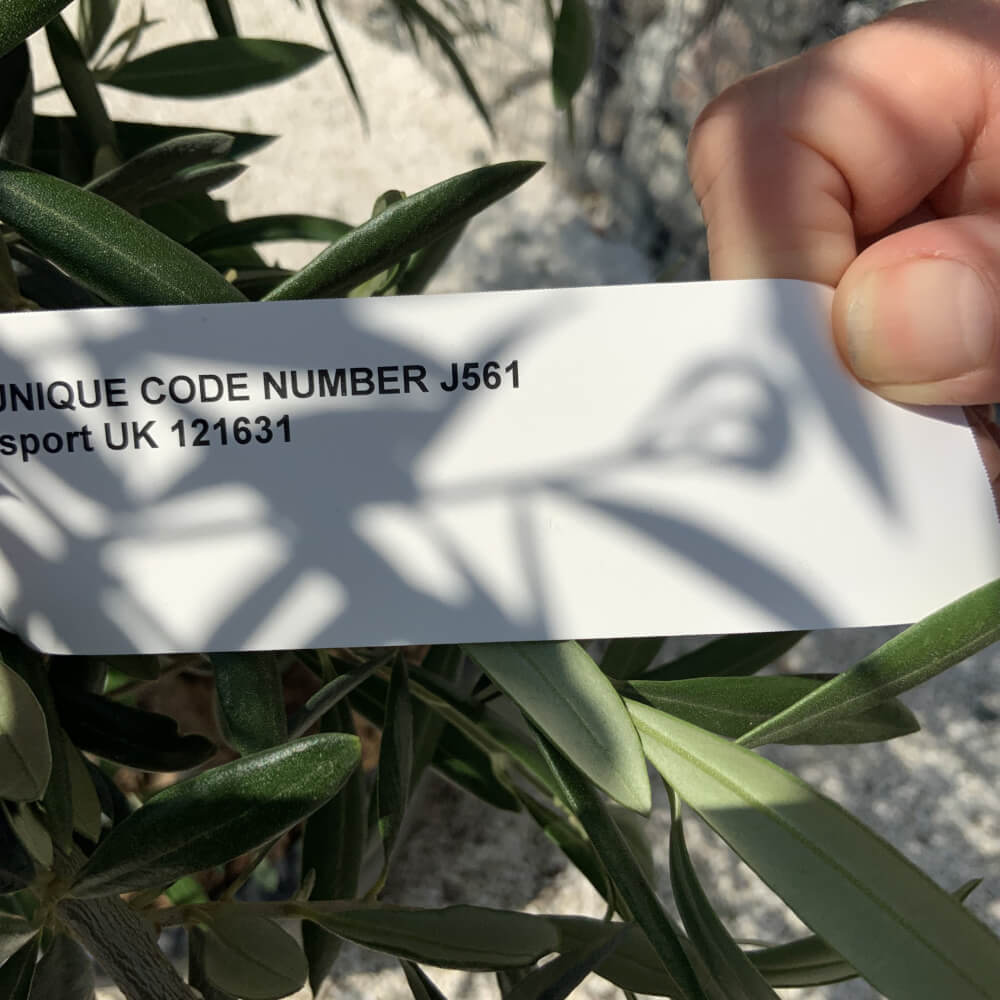 UNIQUE CODE NUMBER J561
sport UK 121631